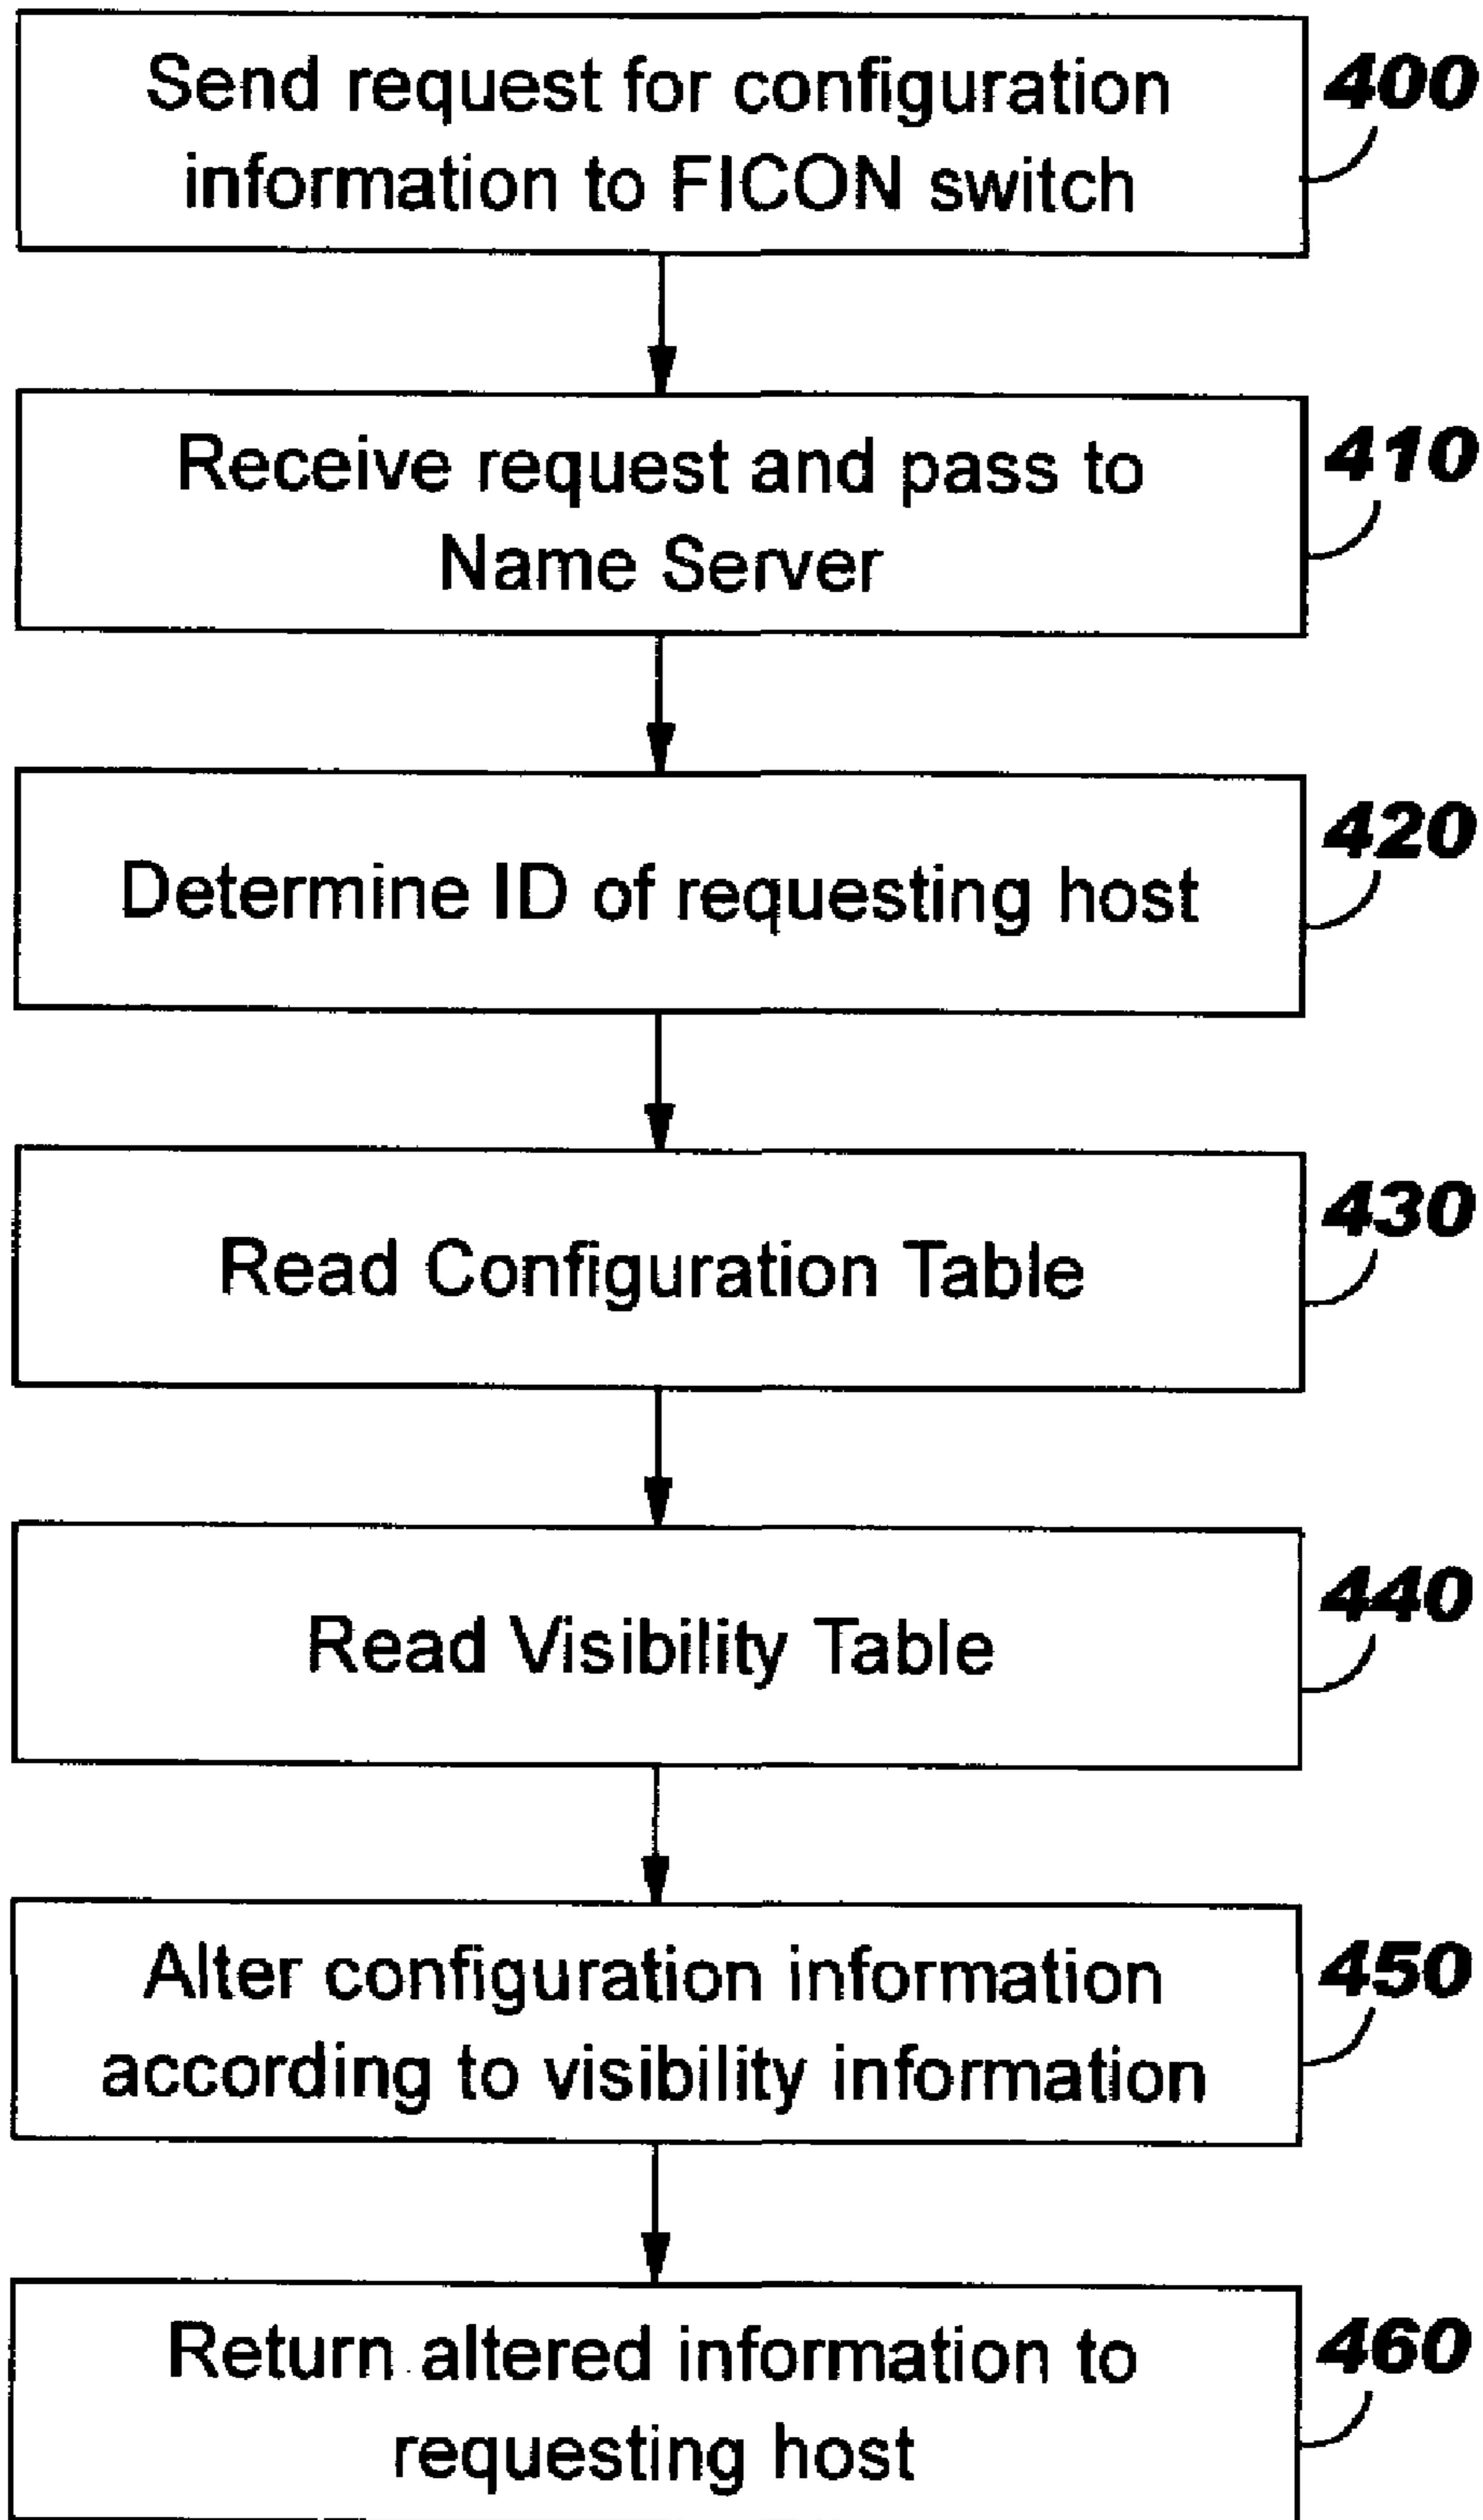 Send request for configuration
information to FICON switch
400
Receive request and pass to
Name Server
410
Determine ID of requesting host
420
Read Configuration Table
430
Read Visibility Table
440
Alter configuration information
according to visibility information
450
Return altered information to
requesting host
460